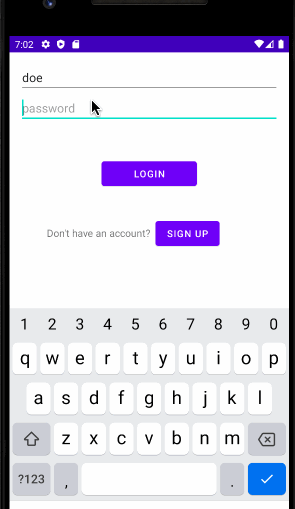 7:02
doe
password
LOGIN
Don't have an account? SIGN UP
1 2 3 4 5 6 7 8 9 0
q w e r t y u i o p
a s d f g h j k l
z x c v b n m
?123 , .